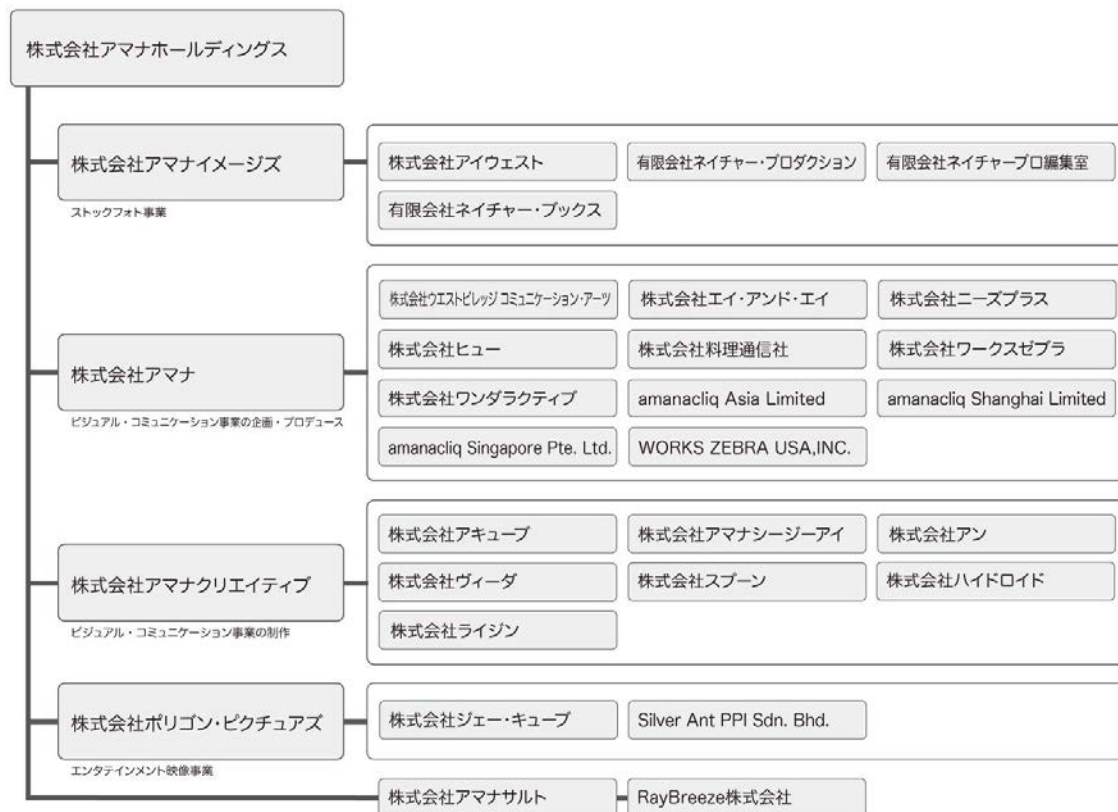 株式会社アマナホールディングス
株式会社アマナイメージズ
ストックフォト事業
株式会社アイウェスト
有限会社ネイチャー・プロダクション
有限会社ネイチャープロ編集室
有限会社ネイチャー・ブックス
株式会社アマナ
ビジュアル・コミュニケーション事業の企画・プロデュース
株式会社ウエストビレッジ コミュニケーション・アーツ
株式会社エイ・アンド・エイ
株式会社ニーズプラス
株式会社ヒュー
株式会社料理通信社
株式会社ワークスゼブラ
株式会社ワンダラクティブ
amanacliq Asia Limited
amanacliq Shanghai Limited
amanacliq Singapore Pte. Ltd.
WORKS ZEBRA USA,INC.
株式会社アマナクリエイティブ
ビジュアル・コミュニケーション事業の制作
株式会社アキューブ
株式会社アマナシージーアイ
株式会社アン
株式会社ヴィーダ
株式会社スプーン
株式会社ハイドロイド
株式会社ライジン
株式会社ポリゴン・ピクチュアズ
エンタテインメント映像事業
株式会社ジェー・キューブ
Silver Ant PPI Sdn. Bhd.
株式会社アマナサルト
RayBreeze株式会社